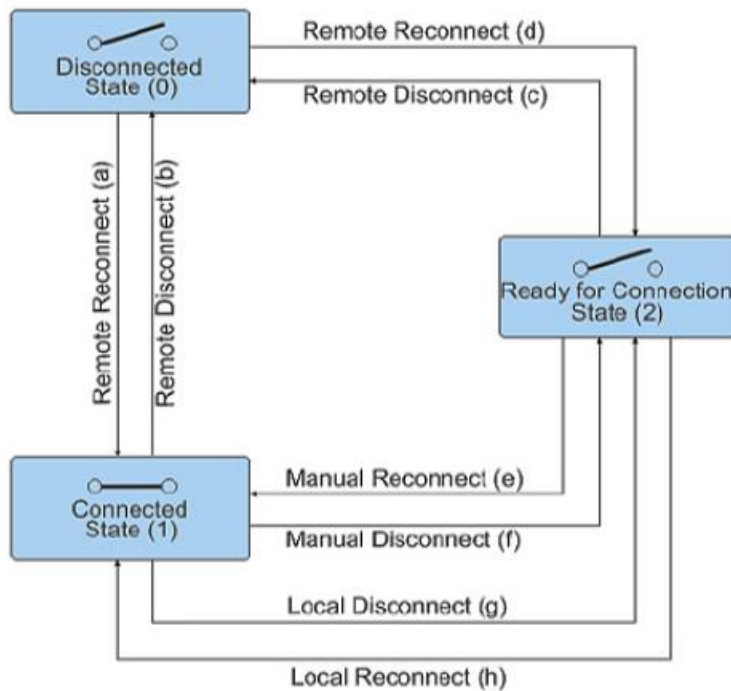 Remote Reconnect (d)
Disconnected
State (0)
Remote Disconnect (c)
Remote Reconnect (a)
Remote Disconnect (b)
Ready for Connection
State (2)
Manual Reconnect (e)
Connected
State (1)
Manual Disconnect (f)
Local Disconnect (g)
Local Reconnect (h)